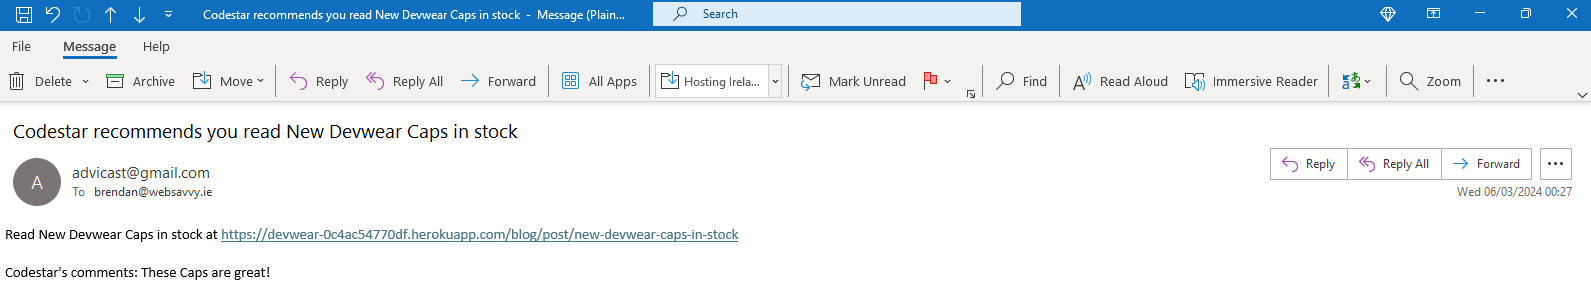 Codestar recommends you read New Devwear Caps in stock - Message (Plain... Search
File Message Help
Delete Archive Move Reply Reply All Forward All Apps Hosting Irela... Mark Unread Find Read Aloud Immersive Reader Zoom ...
Codestar recommends you read New Devwear Caps in stock
A advicast@gmail.com Reply Reply All Forward ...
To brendan@websavvy.ie Wed 06/03/2024 00:27
Read New Devwear Caps in stock at https://devwear-0c4ac54770df.herokuapp.com/blog/post/new-devwear-caps-in-stock
Codestar's comments: These Caps are great!